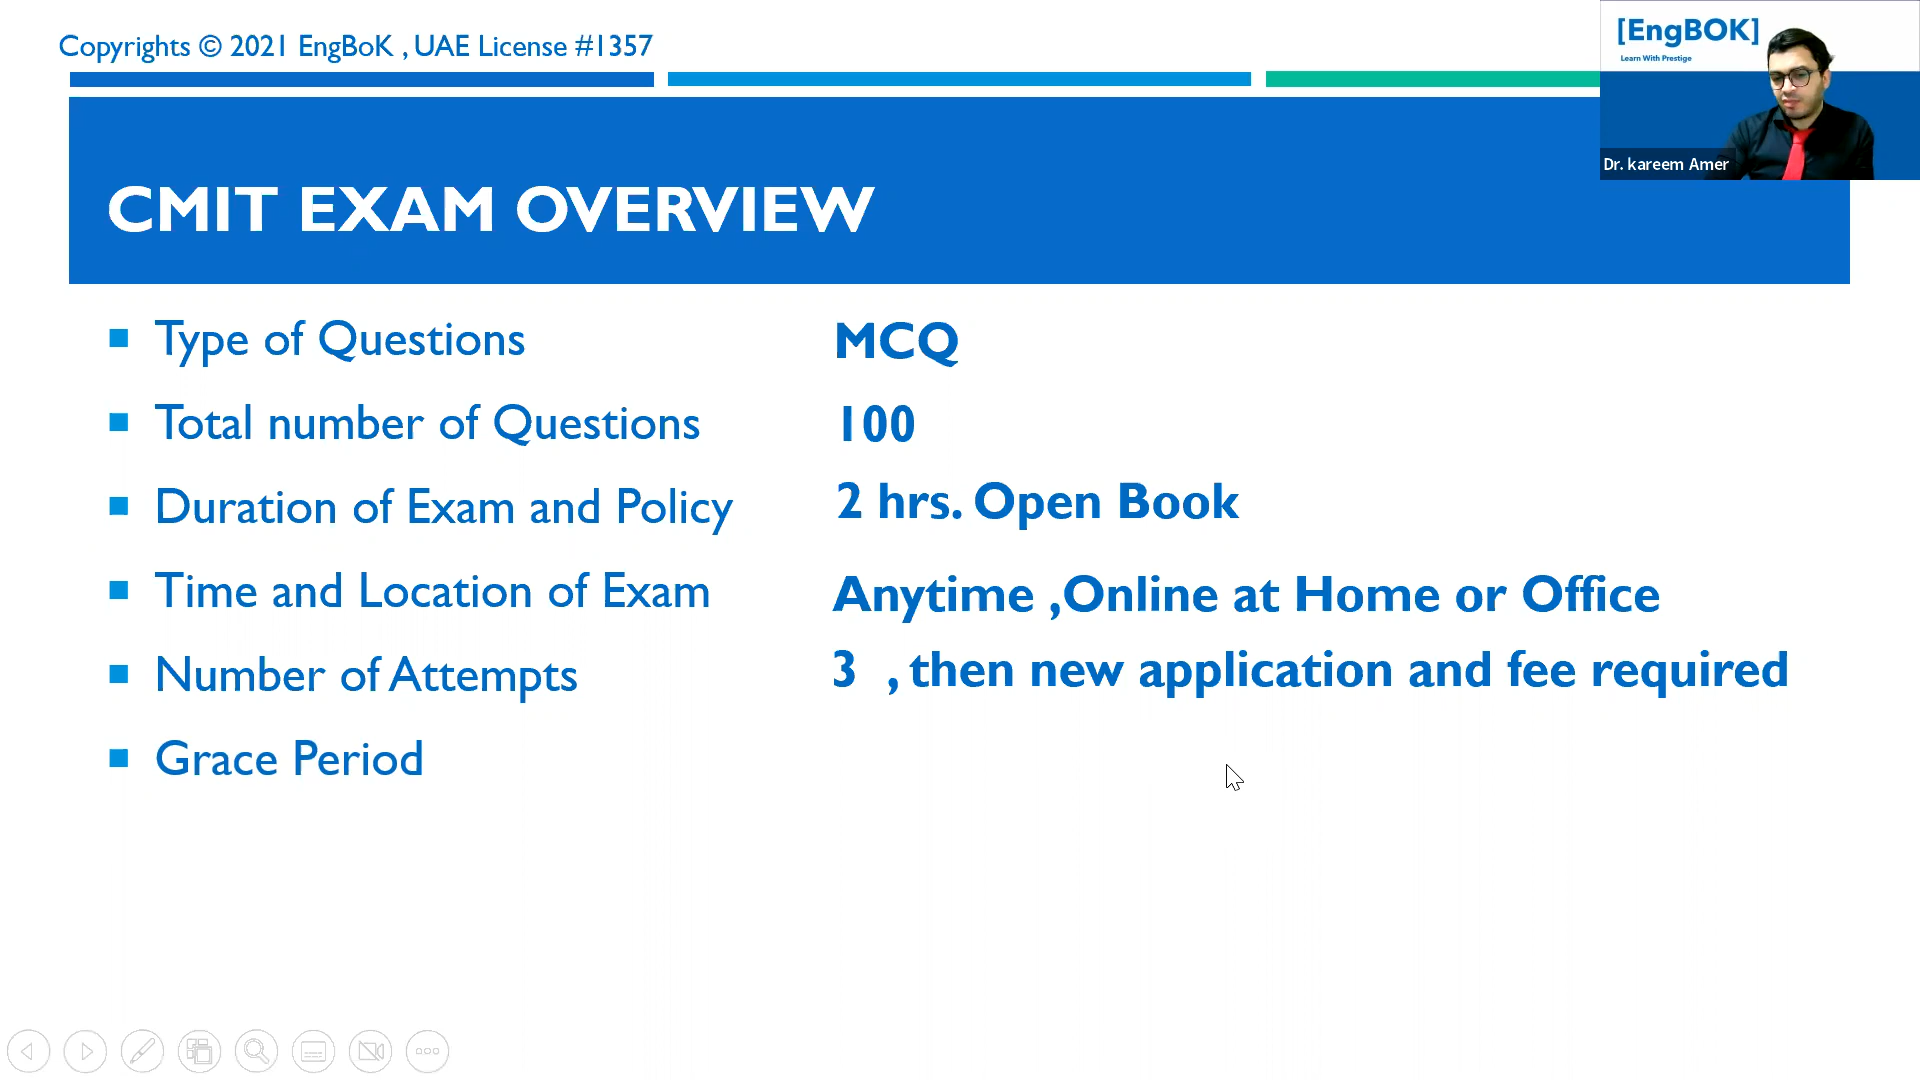 Copyrights © 2021 EngBoK , UAE License #1357
[EngBOK]
Learn With Prestige
Dr. kareem Amer
CMIT EXAM OVERVIEW
Type of Questions MCQ
Total number of Questions 100
Duration of Exam and Policy 2 hrs. Open Book
Time and Location of Exam Anytime ,Online at Home or Office
Number of Attempts 3 , then new application and fee required
Grace Period